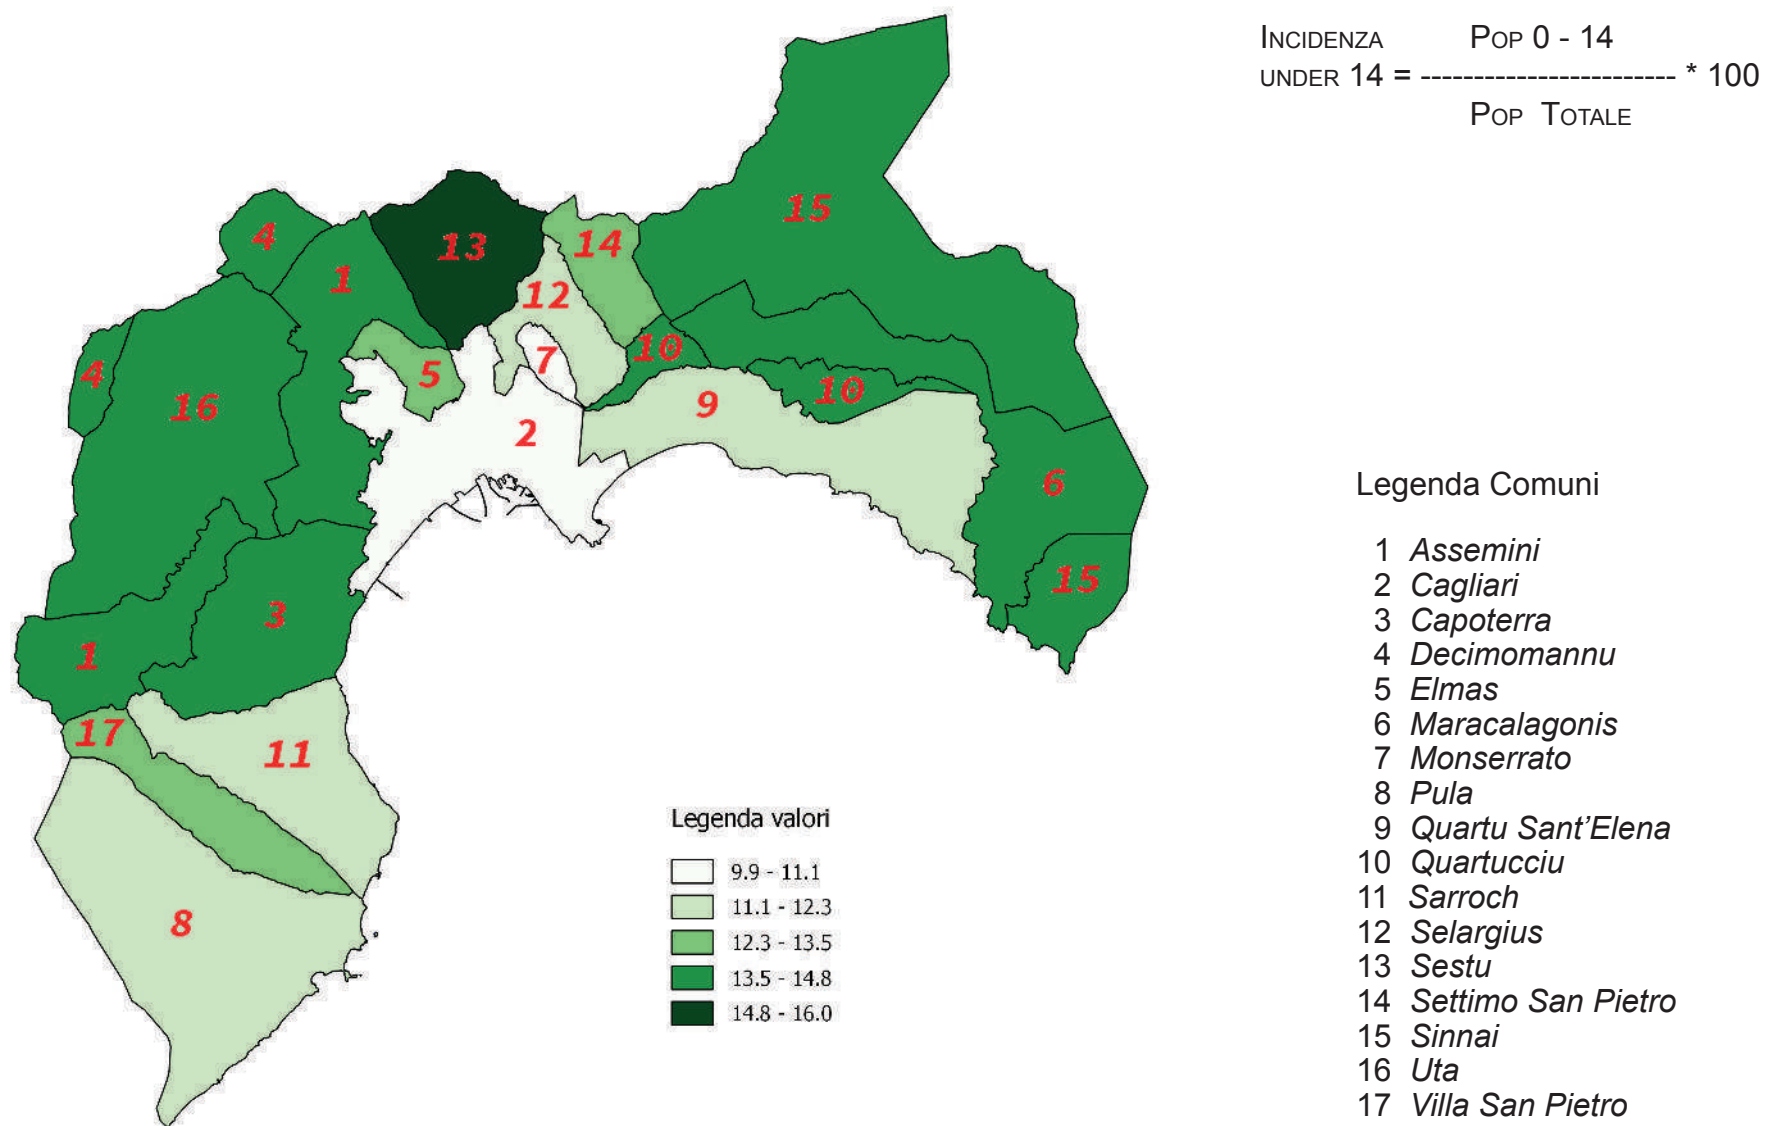 INCIDENZA POP 0 - 14
UNDER 14 = ------------------------ * 100
POP TOTALE
15
4
13
14
1
12
10
7
4
5
10
16
9
2
6
15
3
1
17
11
8
Legenda valori
9.9 - 11.1
11.1 - 12.3
12.3 - 13.5
13.5 - 14.8
14.8 - 16.0
Legenda Comuni
1 Assemini
2 Cagliari
3 Capoterra
4 Decimomannu
5 Elmas
6 Maracalagonis
7 Monserrato
8 Pula
9 Quartu Sant'Elena
10 Quartucciu
11 Sarroch
12 Selargius
13 Sestu
14 Settimo San Pietro
15 Sinnai
16 Uta
17 Villa San Pietro